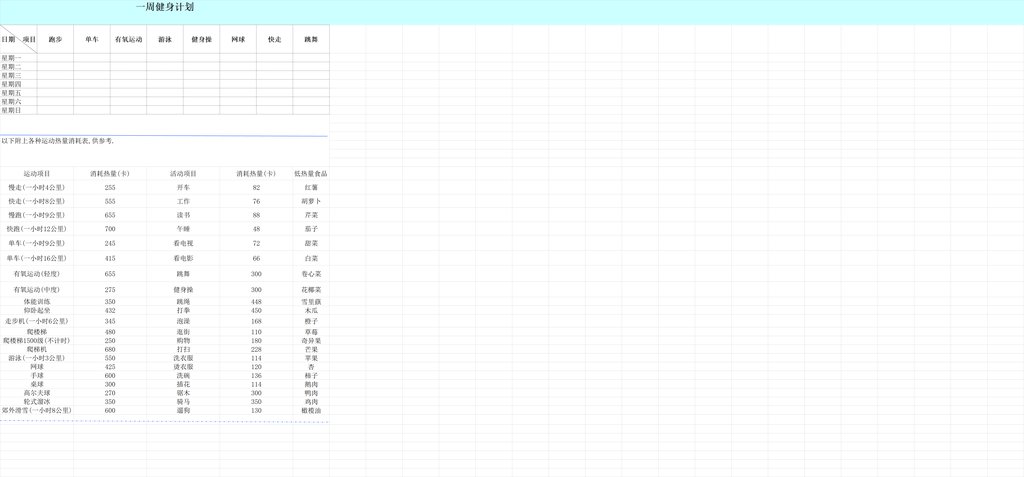 一周健身计划
日期 项目 跑步 单车 有氧运动 游泳 健身操 网球 快走 跳舞
星期一
星期二
星期三
星期四
星期五
星期六
星期日
以下附上各种运动热量消耗表,供参考.
运动项目 消耗热量(卡) 活动项目 消耗热量(卡) 低热量食品
慢走(一小时4公里) 255 开车 82 红薯
快走(一小时8公里) 555 工作 76 胡萝卜
慢跑(一小时9公里) 655 读书 88 芹菜
快跑(一小时12公里) 700 午睡 48 茄子
单车(一小时9公里) 245 看电视 72 甜菜
单车(一小时16公里) 415 看电影 66 白菜
有氧运动(轻度) 655 跳舞 300 卷心菜
有氧运动(中度) 275 健身操 300 花椰菜
体能训练 350 跳绳 448 雪里蕻
仰卧起坐 432 打拳 450 木瓜
走步机(一小时6公里) 345 泡澡 168 橙子
爬楼梯 480 逛街 110 草莓
爬楼梯1500级(不计时) 250 购物 180 奇异果
爬梯机 680 打扫 228 芒果
游泳(一小时3公里) 550 洗衣服 114 苹果
网球 425 烫衣服 120 杏
手球 600 洗碗 136 柿子
桌球 300 插花 114 鹅肉
高尔夫球 270 锯木 300 鸭肉
轮式溜冰 350 骑马 350 鸡肉
郊外滑雪(一小时8公里) 600 遛狗 130 橄榄油